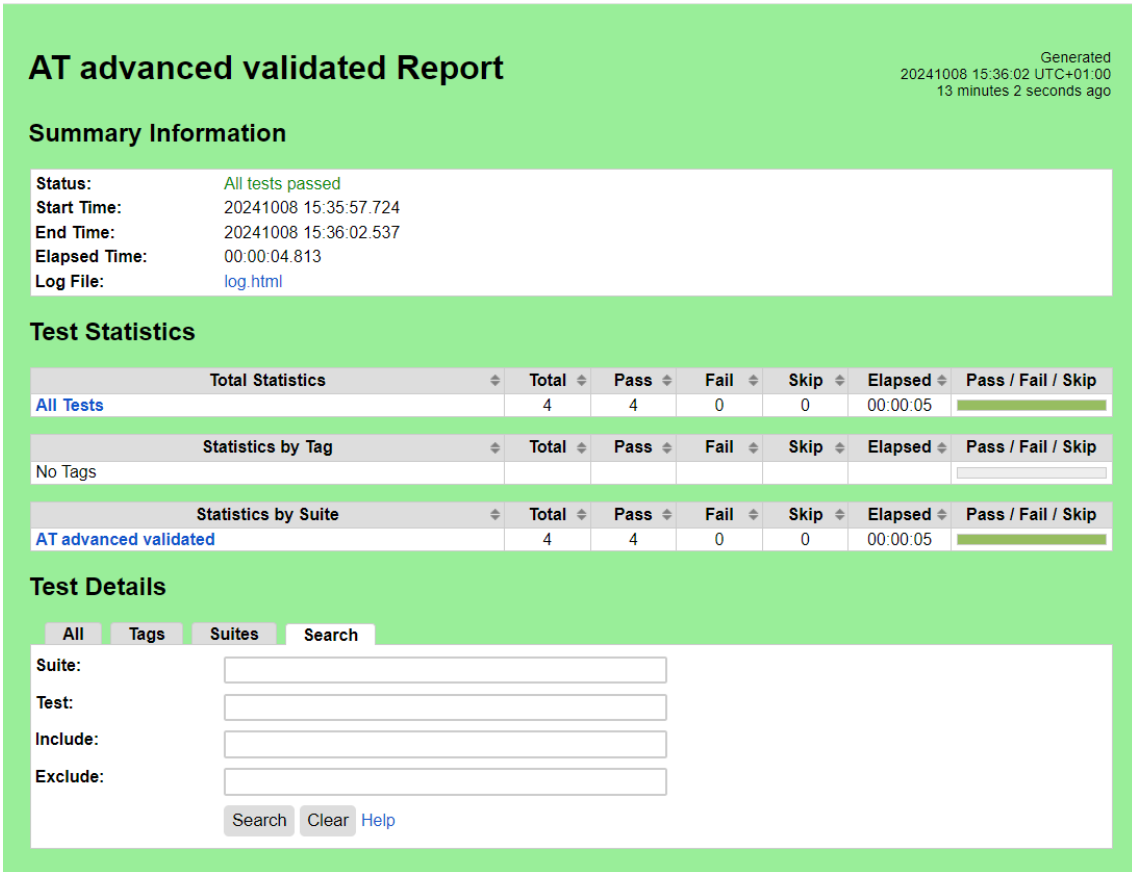 AT advanced validated Report
Generated
20241008 15:36:02 UTC+01:00
13 minutes 2 seconds ago
Summary Information
Status: All tests passed
Start Time: 20241008 15:35:57.724
End Time: 20241008 15:36:02.537
Elapsed Time: 00:00:04.813
Log File: log.html
Test Statistics
Total Statistics Total Pass Fail Skip Elapsed Pass / Fail / Skip
All Tests 4 4 0 0 00:00:05
Statistics by Tag Total Pass Fail Skip Elapsed Pass / Fail / Skip
No Tags
Statistics by Suite Total Pass Fail Skip Elapsed Pass / Fail / Skip
AT advanced validated 4 4 0 0 00:00:05
Test Details
All Tags Suites Search
Suite:
Test:
Include:
Exclude:
Search Clear Help